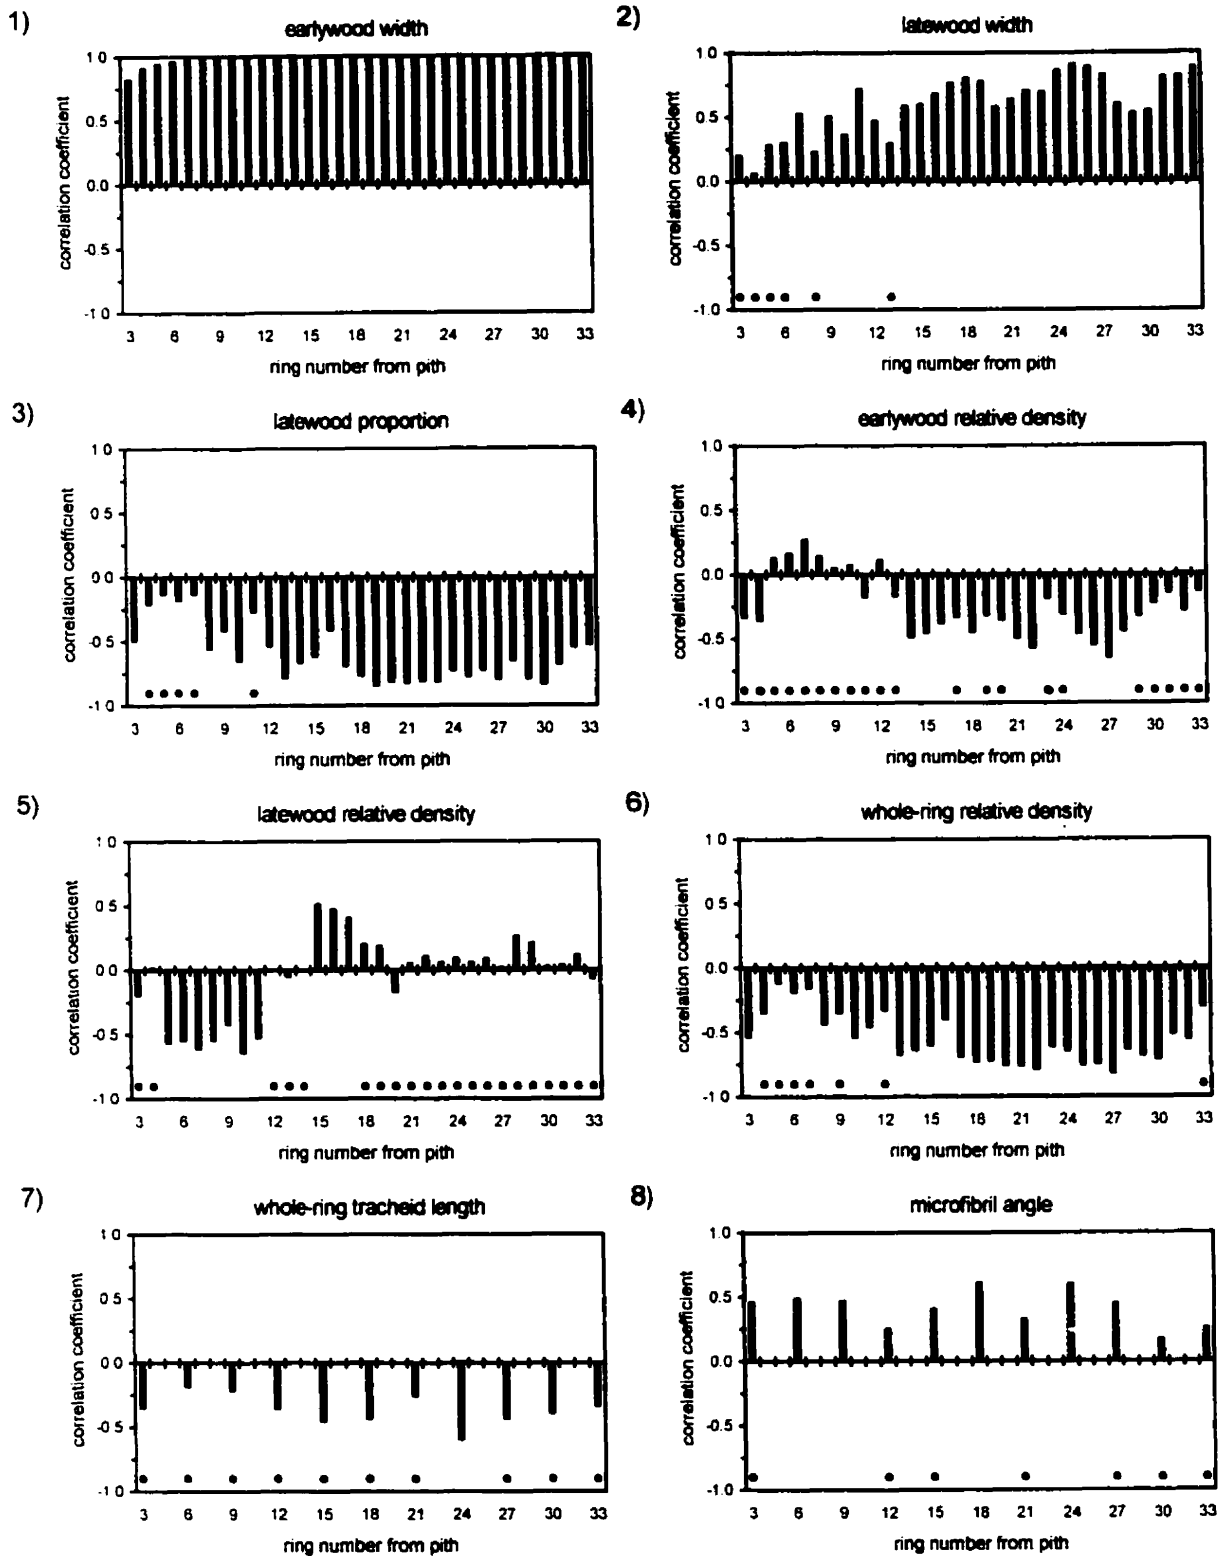 1)
earlywood width
correlation coefficient
1.0
0.5
0.0
-0.5
-1 0
3 6 9 12 15 18 21 24 27 30 33
ring number from pith
2)
latewood width
correlation coefficient
1.0
0.5
0.0
-0.5
-1.0
3 6 9 12 15 18 21 24 27 30 33
ring number from pith
3)
latewood proportion
correlation coefficient
1 0
0 5
0 0
-0.5
-1 0
3 6 9 12 15 18 21 24 27 30 33
ring number from pith
4)
earlywood relative density
correlation coefficient
1 0
0.5
0.0
-0.5
-1 0
3 6 9 12 15 18 21 24 27 30 33
ring number from pith
5)
latewood relative density
correlation coefficient
1 0
0 5
0.0
-0.5
-1 0
3 6 9 12 15 18 21 24 27 30 33
ring number from pith
6)
whole-ring relative density
correlation coefficient
1 0
0 5
0.0
-0.5
-1 0
3 6 9 12 15 18 21 24 27 30 33
ring number from pith
7)
whole-ring tracheid length
correlation coefficient
1 0
0.5
0 0
-0.5
-1 0
3 6 9 12 15 18 21 24 27 30 33
ring number from pith
8)
microfibril angle
correlation coefficient
1.0
0.5
0.0
-0.5
-1.0
3 6 9 12 15 18 21 24 27 30 33
ring number from pith